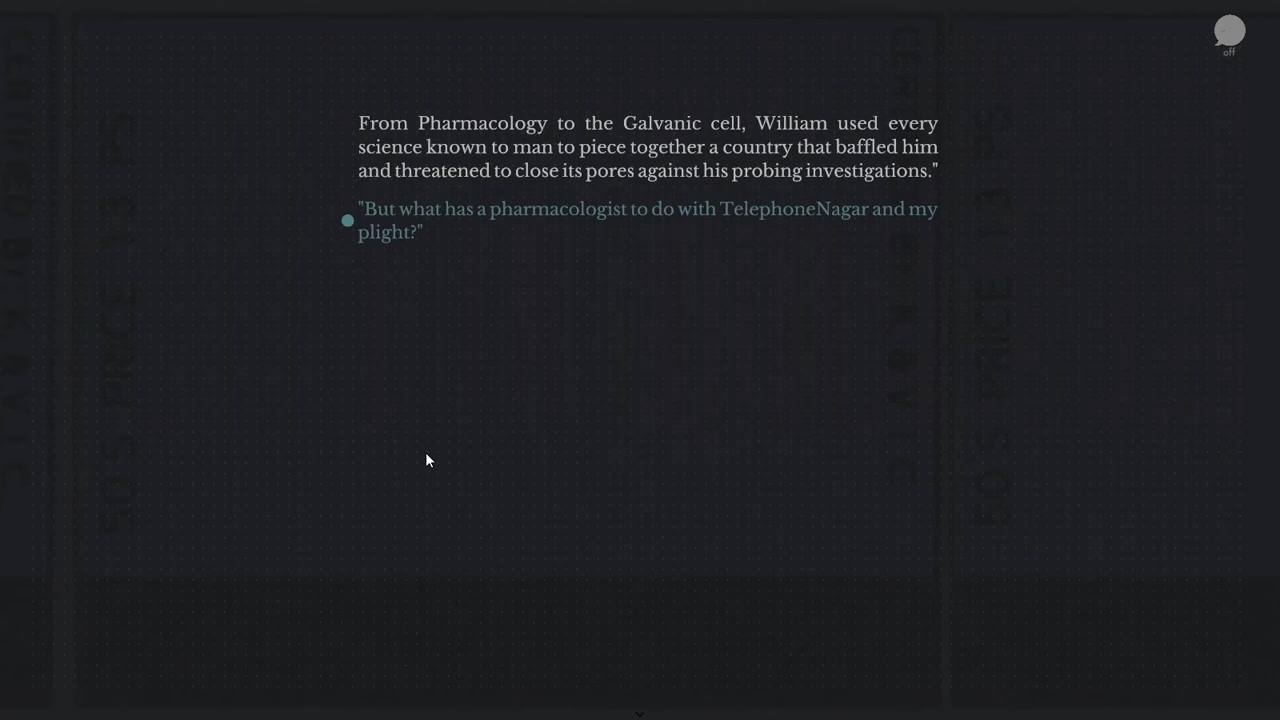 off
From Pharmacology to the Galvanic cell, William used every
science known to man to piece together a country that baffled him
and threatened to close its pores against his probing investigations."
"But what has a pharmacologist to do with TelephoneNagar and my
plight?"